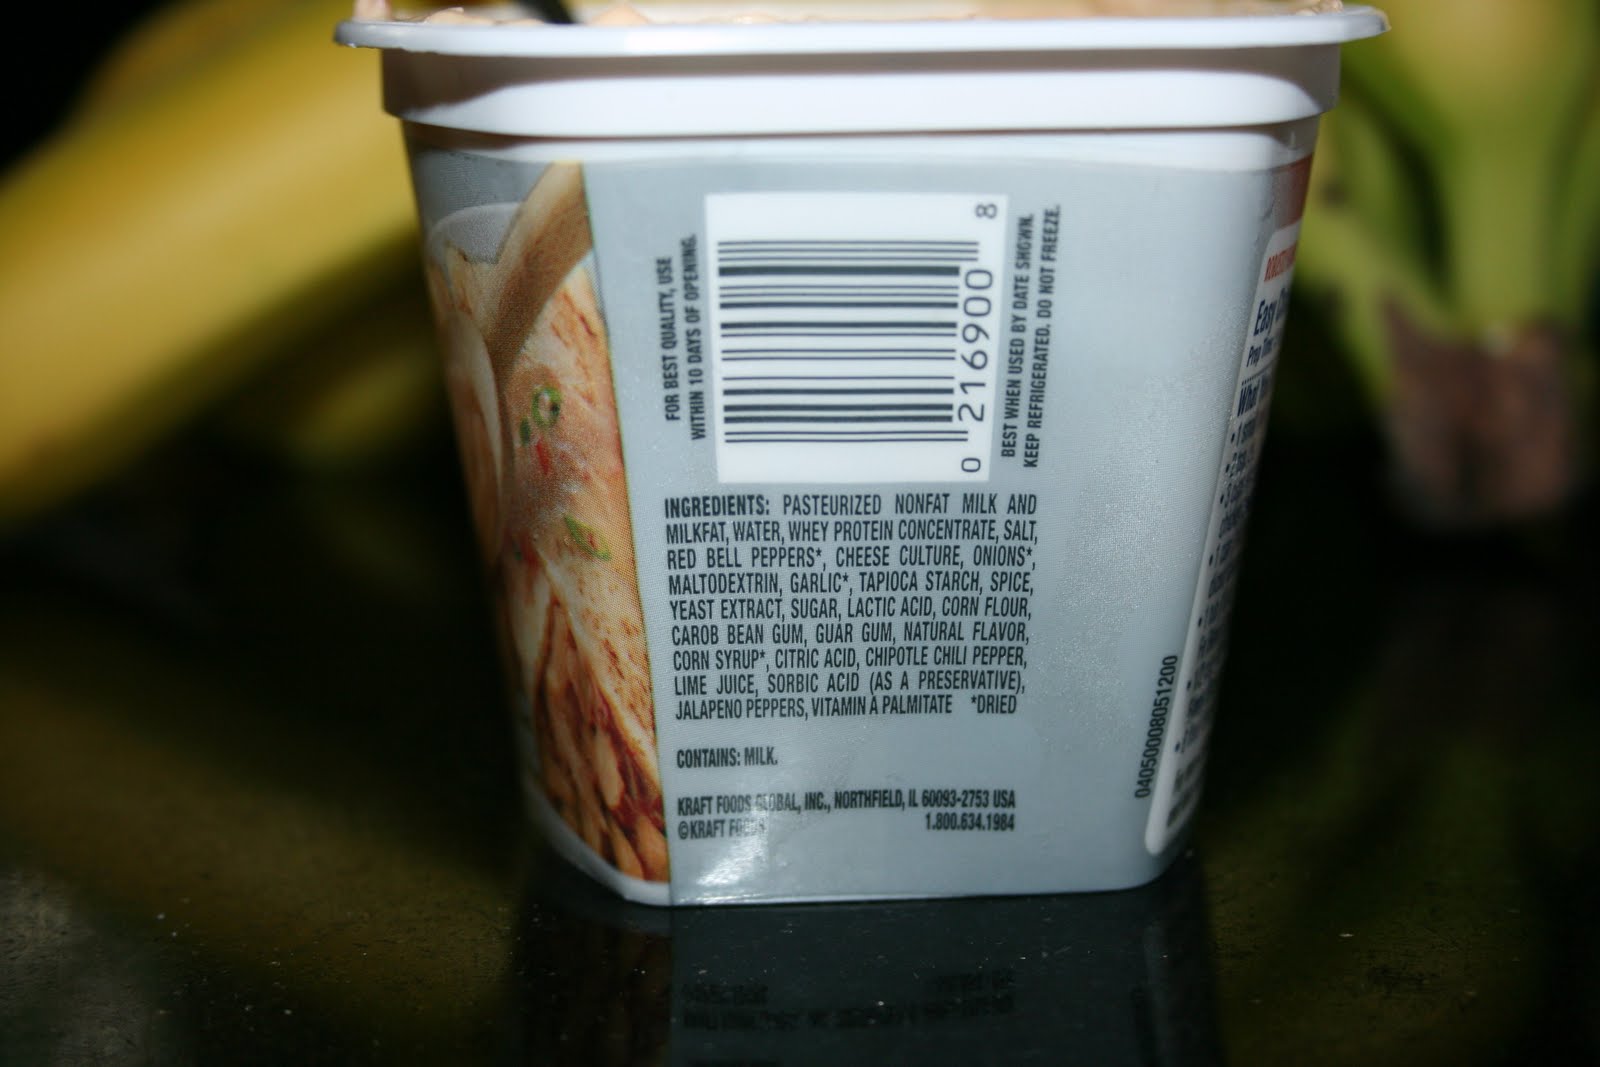 FOR BEST QUALITY, USE
WITHIN 10 DAYS OF OPENING.
0 216900 8
BEST WHEN USED BY DATE SHOWN.
KEEP REFRIGERATED. DO NOT FREEZE.
INGREDIENTS: PASTEURIZED NONFAT MILK AND
MILKFAT, WATER, WHEY PROTEIN CONCENTRATE, SALT,
RED BELL PEPPERS*, CHEESE CULTURE, ONIONS*,
MALTODEXTRIN, GARLIC*, TAPIOCA STARCH, SPICE,
YEAST EXTRACT, SUGAR, LACTIC ACID, CORN FLOUR,
CAROB BEAN GUM, GUAR GUM, NATURAL FLAVOR,
CORN SYRUP*, CITRIC ACID, CHIPOTLE CHILI PEPPER,
LIME JUICE, SORBIC ACID (AS A PRESERVATIVE),
JALAPENO PEPPERS, VITAMIN A PALMITATE *DRIED
CONTAINS: MILK.
KRAFT FOODS GLOBAL, INC., NORTHFIELD, IL 60093-2753 USA
©KRAFT FOODS 1.800.634.1984
04050008051200
Easy
Prep Time
What
• 1